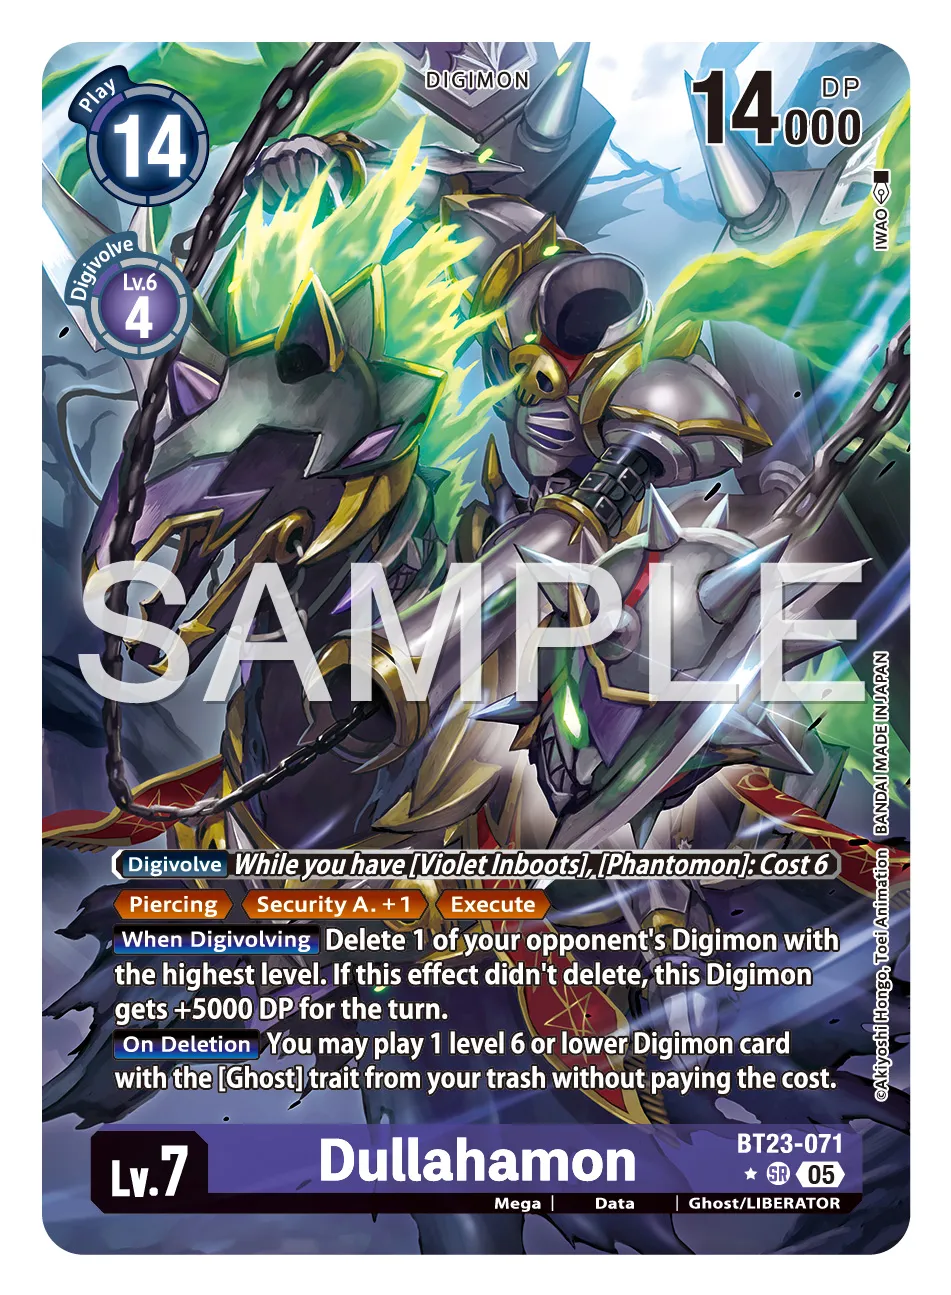 DIGIMON
Play
14
14000
DP
IWAO
Digivolve
Lv.6
4
SAMPLE
BANDAI MADE IN JAPAN
©Akiyoshi Hongo, Toei Animation
Digivolve While you have [Violet Inboots], [Phantomon]: Cost 6
Piercing Security A. +1 Execute
When Digivolving Delete 1 of your opponent's Digimon with
the highest level. If this effect didn't delete, this Digimon
gets +5000 DP for the turn.
On Deletion You may play 1 level 6 or lower Digimon card
with the [Ghost] trait from your trash without paying the cost.
Lv.7
Dullahamon
BT23-071
SR 05
Mega | Data | Ghost/LIBERATOR